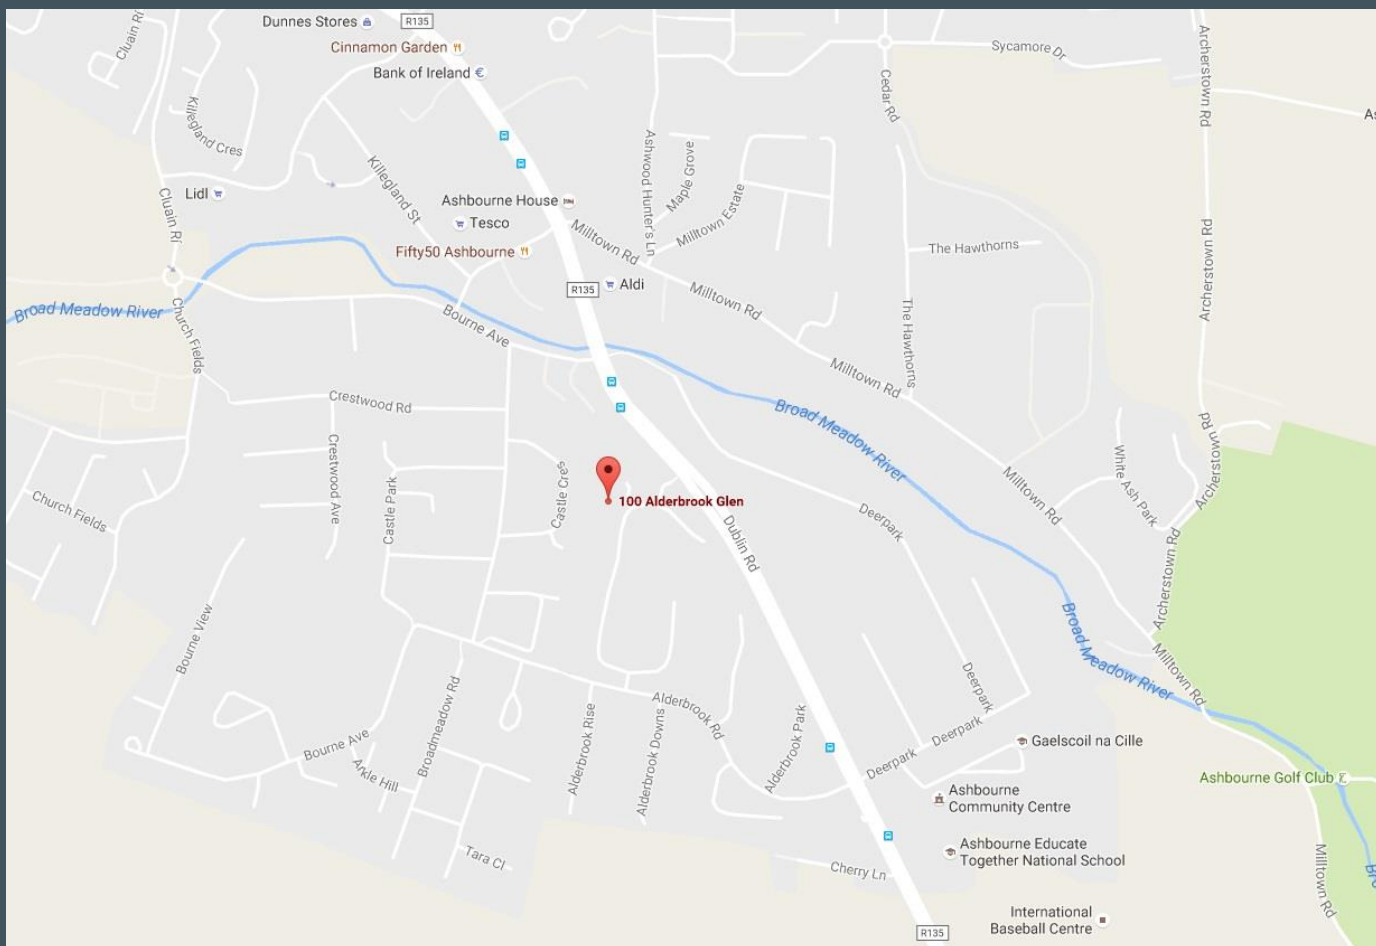 Dunnes Stores
R135
Cluain Rí
Cinnamon Garden
Bank of Ireland
Sycamore Dr
Archerstown Rd
Cedar Rd
Killegland Cres
Ashwood Hunter's Ln
Maple Grove
Killegland St
Lidl
Cluain Rí
Ashbourne House
Tesco
Milltown Estate
Milltown Rd
Fifty50 Ashbourne
The Hawthorns
Archerstown Rd
R135
Aldi
Milltown Rd
Broad Meadow River
Church Fields
Bourne Ave
The Hawthorns
Milltown Rd
Crestwood Rd
Broad Meadow River
Archerstown Rd
Crestwood Ave
White Ash Park
Castle Park
Castle Cres
Milltown Rd
Archerstown Rd
Church Fields
100 Alderbrook Glen
Deerpark
Dublin Rd
Archerstown Rd
Bourne View
Broad Meadow River
Milltown Rd
Deerpark
Broadmeadow Rd
Alderbrook Rd
Alderbrook Rise
Alderbrook Downs
Alderbrook Park
Deerpark
Bourne Ave
Gaelscoil na Cille
Deerpark
Arkle Hill
Ashbourne Golf Club
Ashbourne
Community Centre
Tara Cl
Ashbourne Educate
Together National School
Cherry Ln
Milltown Rd
International
Baseball Centre
R135